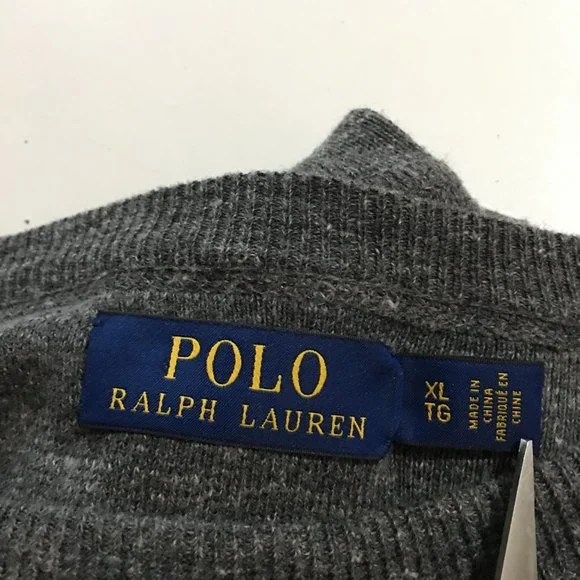 POLO
RALPH LAUREN
XL
TG
MADE IN
CHINA
FABRIQUÉ EN
CHINE